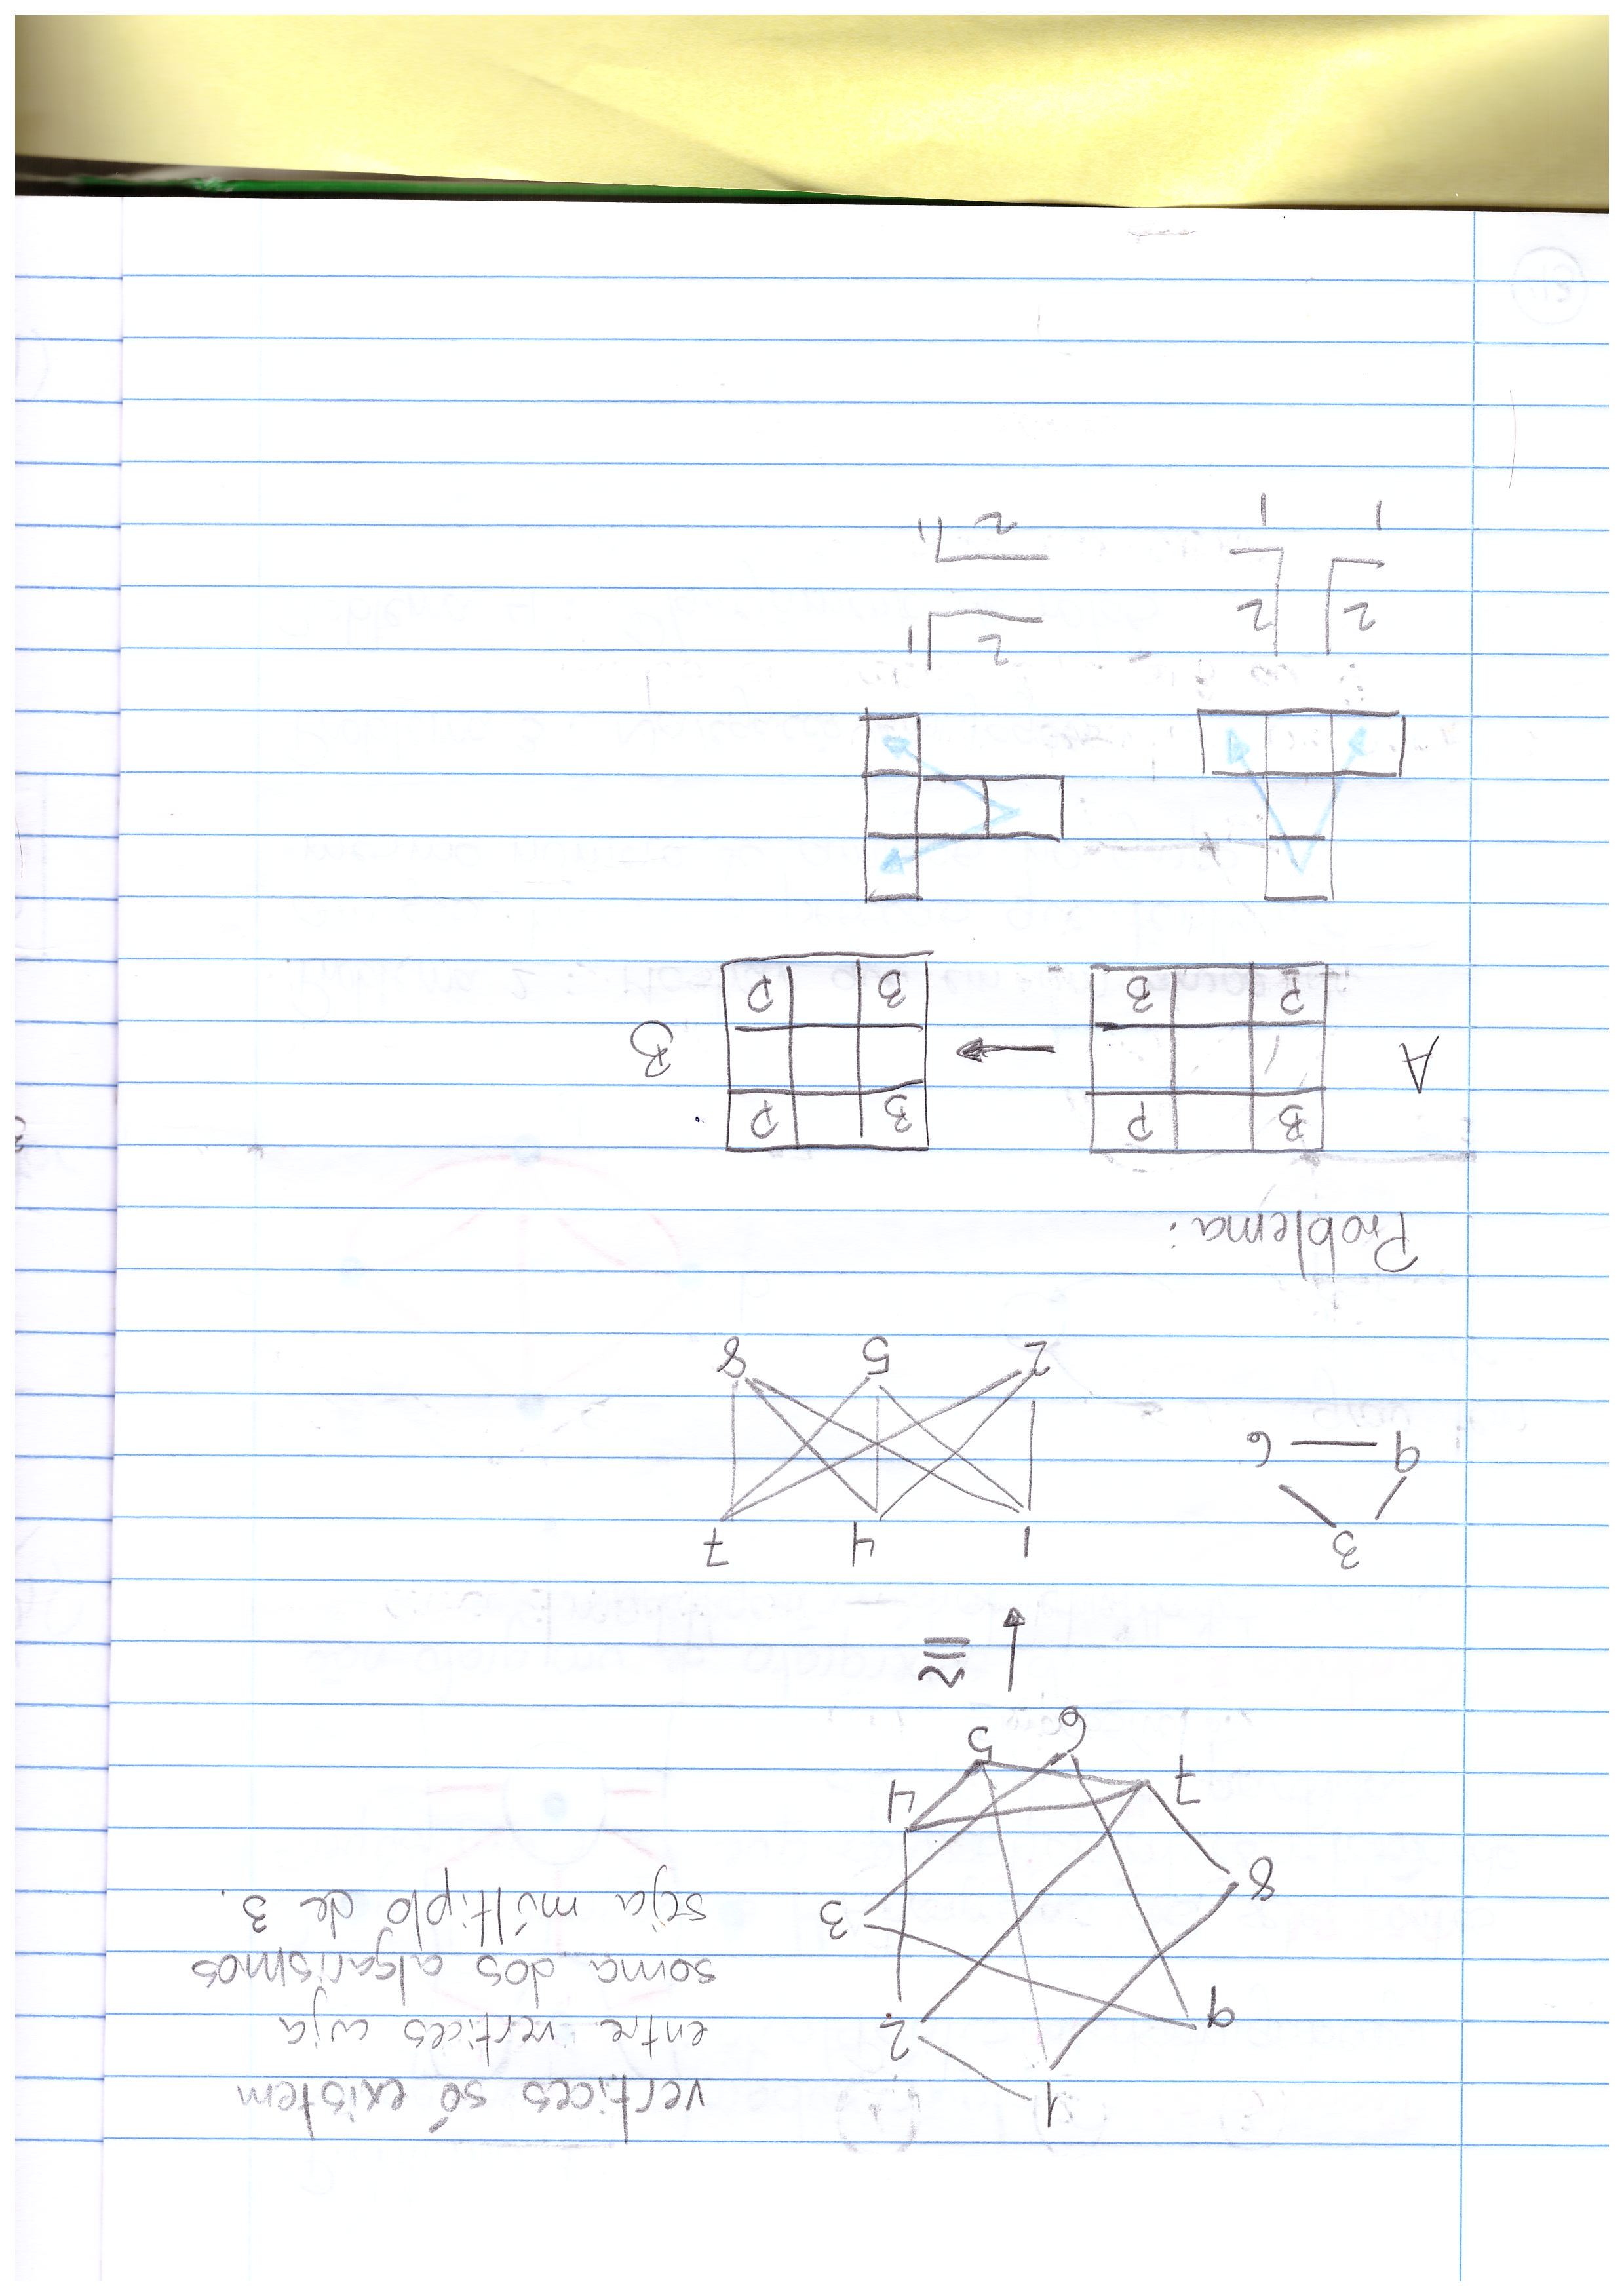 1
vertices só existem
9 2
entre vertices cuja
soma dos algarismos
8 3
seja múltiplo de 3.
7 4
6 5
≅
3 1 4 7
9 6
2 5 8
Problema:
B P B P
A B
P B B P
2 2 2 1
1 1 2 1